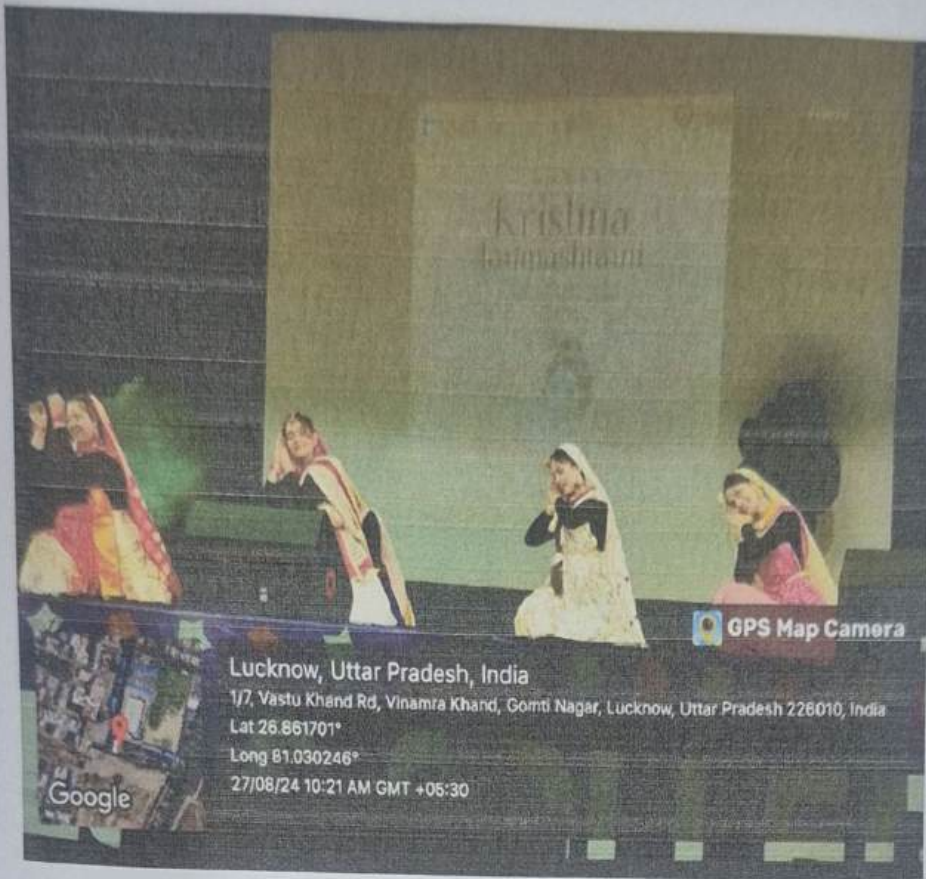 Krishna
Janmashtami
GPS Map Camera
Lucknow, Uttar Pradesh, India
1/7, Vastu Khand Rd, Vinamra Khand, Gomti Nagar, Lucknow, Uttar Pradesh 226010, India
Lat 26.861701°
Long 81.030246°
27/08/24 10:21 AM GMT +05:30
Google